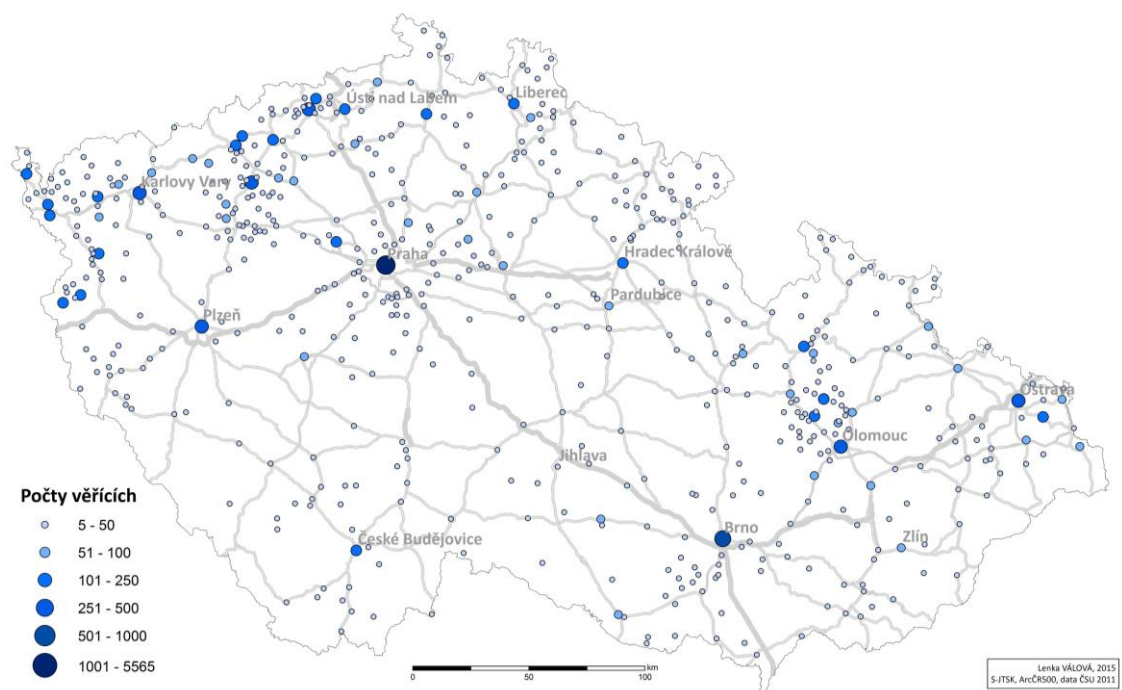 Ústí nad Labem
Liberec
Karlovy Vary
Praha
Hradec Králové
Pardubice
Plzeň
Ostrava
Olomouc
Jihlava
Brno
České Budějovice
Zlín
Počty věřících
5 - 50
51 - 100
101 - 250
251 - 500
501 - 1000
1001 - 5565
km
0 25 50 100
Lenka VÁLOVÁ, 2015
S-JTSK, ArcČR500, data ČSU 2011